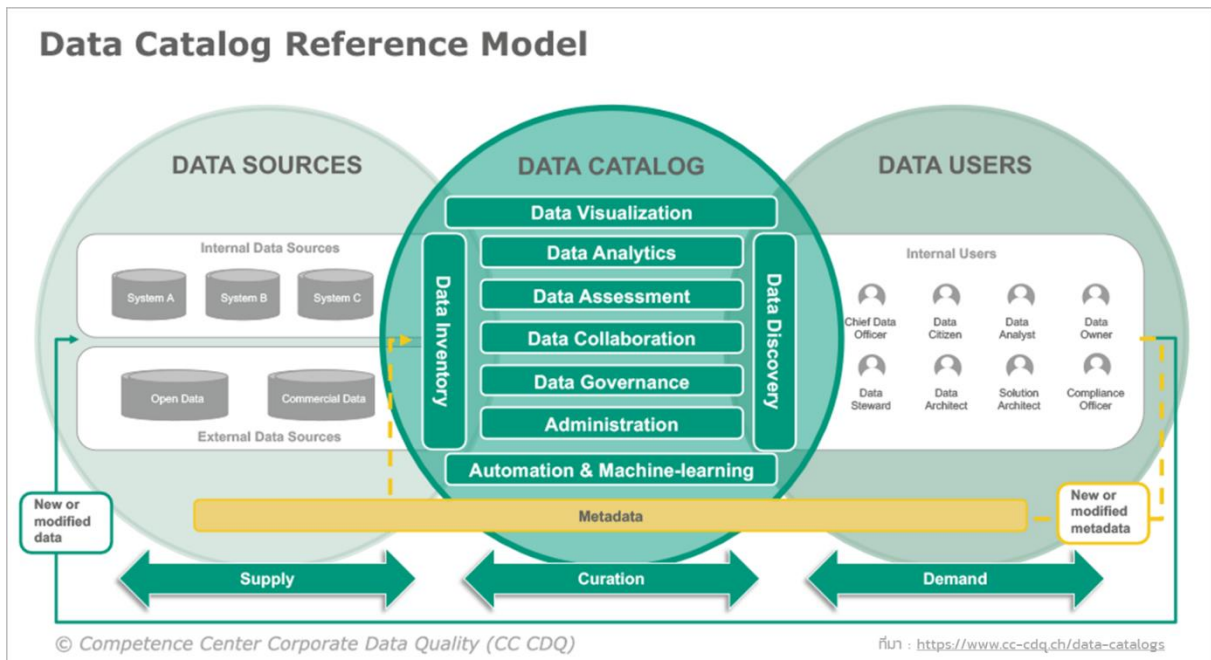 Data Catalog Reference Model
DATA SOURCES
Internal Data Sources
System A
System B
System C
Open Data
Commercial Data
External Data Sources
New or
modified
data
DATA CATALOG
Data Visualization
Data Inventory
Data Analytics
Data Assessment
Data Collaboration
Data Governance
Administration
Data Discovery
Automation & Machine-learning
DATA USERS
Internal Users
Chief Data
Officer
Data
Citizen
Data
Analyst
Data
Owner
Data
Steward
Data
Architect
Solution
Architect
Compliance
Officer
Metadata
New or
modified
metadata
Supply
Curation
Demand
© Competence Center Corporate Data Quality (CC CDQ)
ที่มา : https://www.cc-cdq.ch/data-catalogs